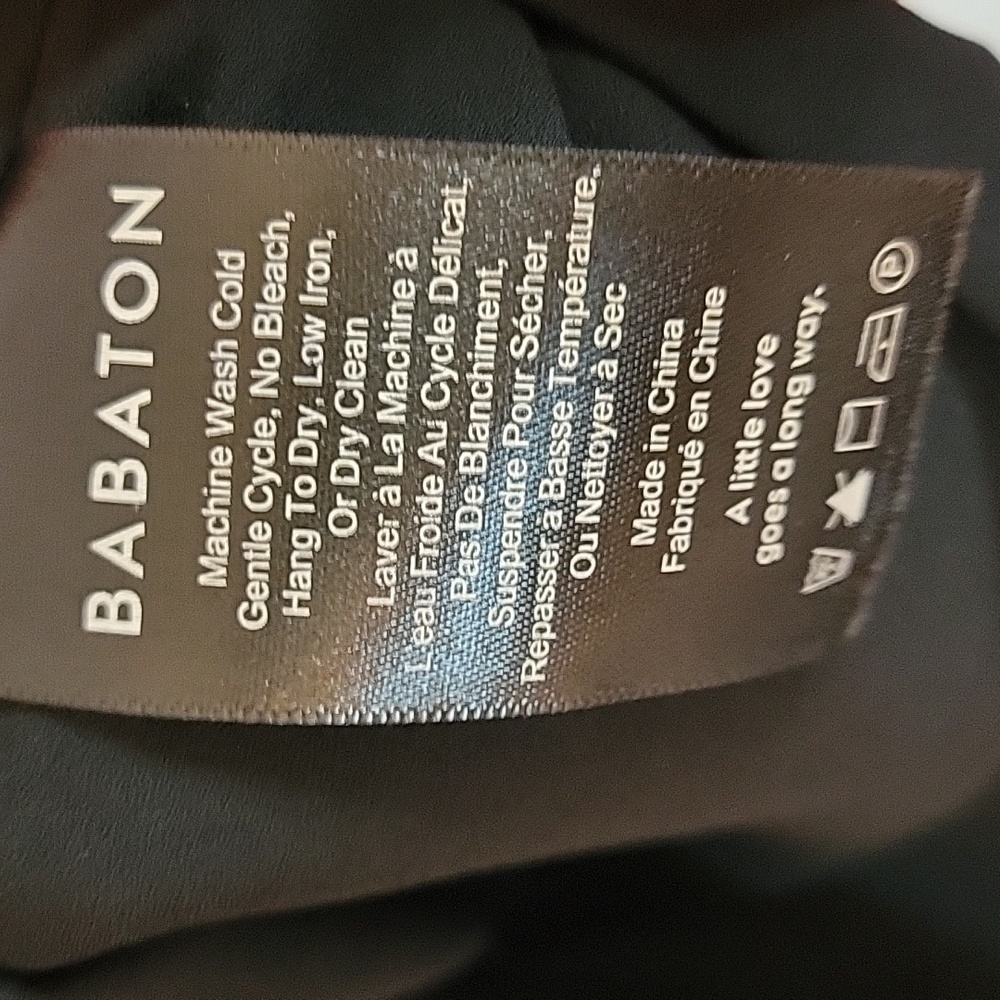 BABATON
Machine Wash Cold
Gentle Cycle, No Bleach,
Hang To Dry, Low Iron,
Or Dry Clean
Laver à La Machine à
L'eau Froide Au Cycle Délicat,
Pas De Blanchiment,
Suspendre Pour Sécher,
Repasser à Basse Température,
Ou Nettoyer à Sec
Made in China
Fabriqué en Chine
A little love
goes a long way.
P